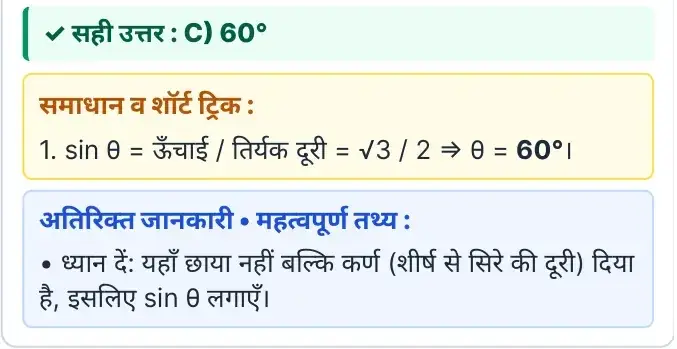 ✓ सही उत्तर : C) 60°
समाधान व शॉर्ट ट्रिक :
1. sin θ = ऊँचाई / तिर्यक दूरी = √3 / 2 ⇒ θ = 60°।
अतिरिक्त जानकारी • महत्वपूर्ण तथ्य :
• ध्यान दें: यहाँ छाया नहीं बल्कि कर्ण (शीर्ष से सिरे की दूरी) दिया
है, इसलिए sin θ लगाएँ।